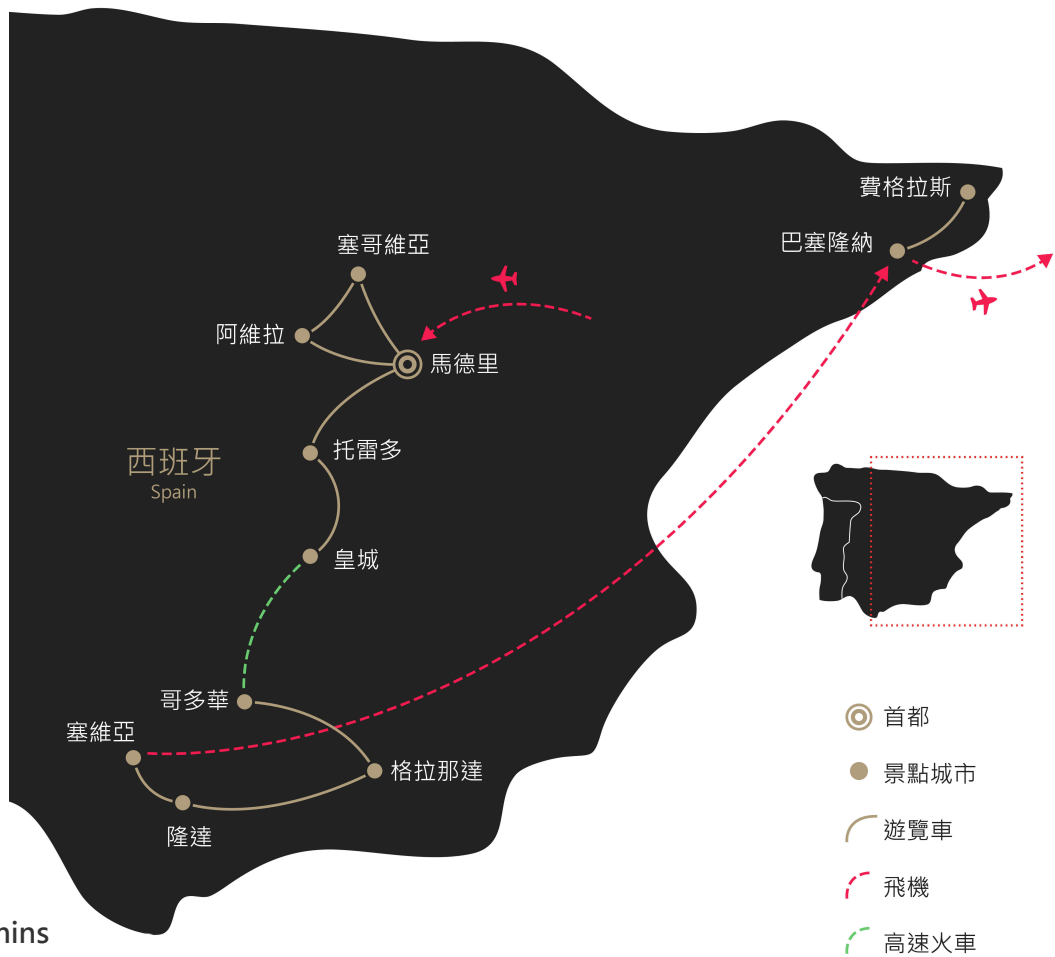 費格拉斯
巴塞隆納
塞哥維亞
阿維拉
馬德里
托雷多
西班牙
Spain
皇城
哥多華
塞維亞
格拉那達
隆達
首都
景點城市
遊覽車
飛機
高速火車